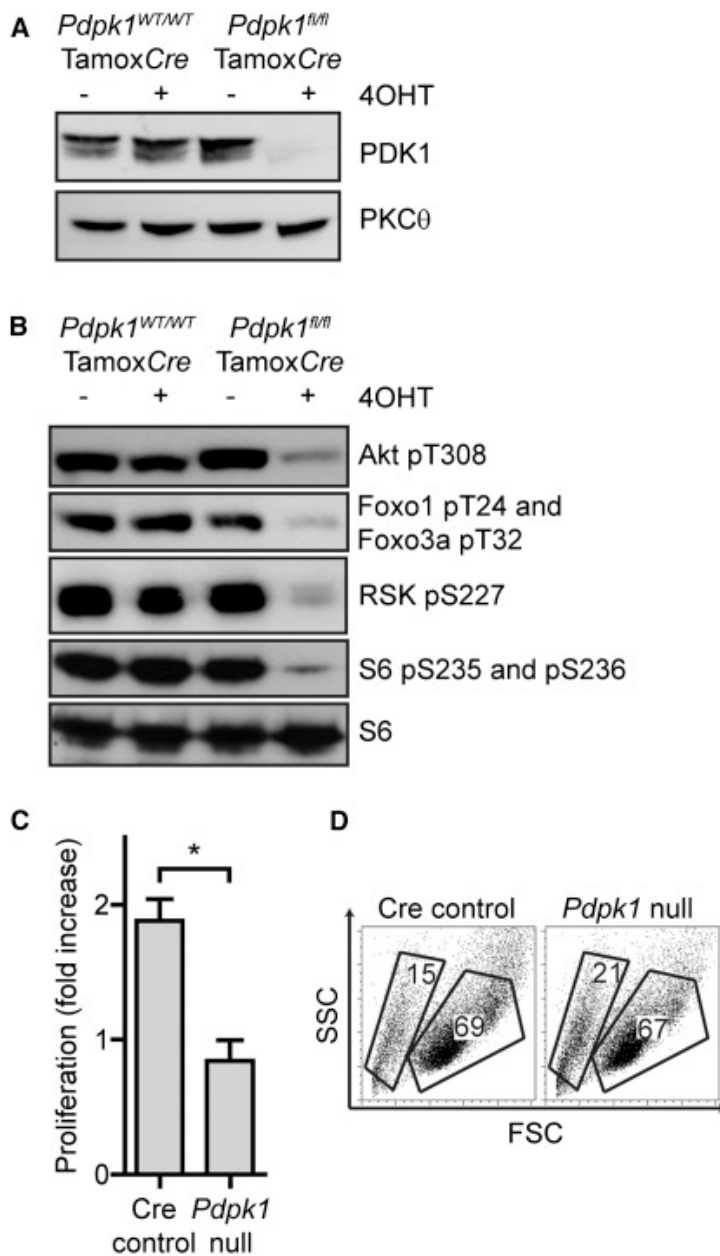 A
Pdpk1WT/WT Pdpk1fl/fl
TamoxCre TamoxCre
- + - + 4OHT
PDK1
PKCθ
B
Pdpk1WT/WT Pdpk1fl/fl
TamoxCre TamoxCre
- + - + 4OHT
Akt pT308
Foxo1 pT24 and
Foxo3a pT32
RSK pS227
S6 pS235 and pS236
S6
C
Proliferation (fold increase)
2
1
0
*
Cre Pdpk1
control null
D
Cre control Pdpk1 null
SSC
15 69 21 67
FSC